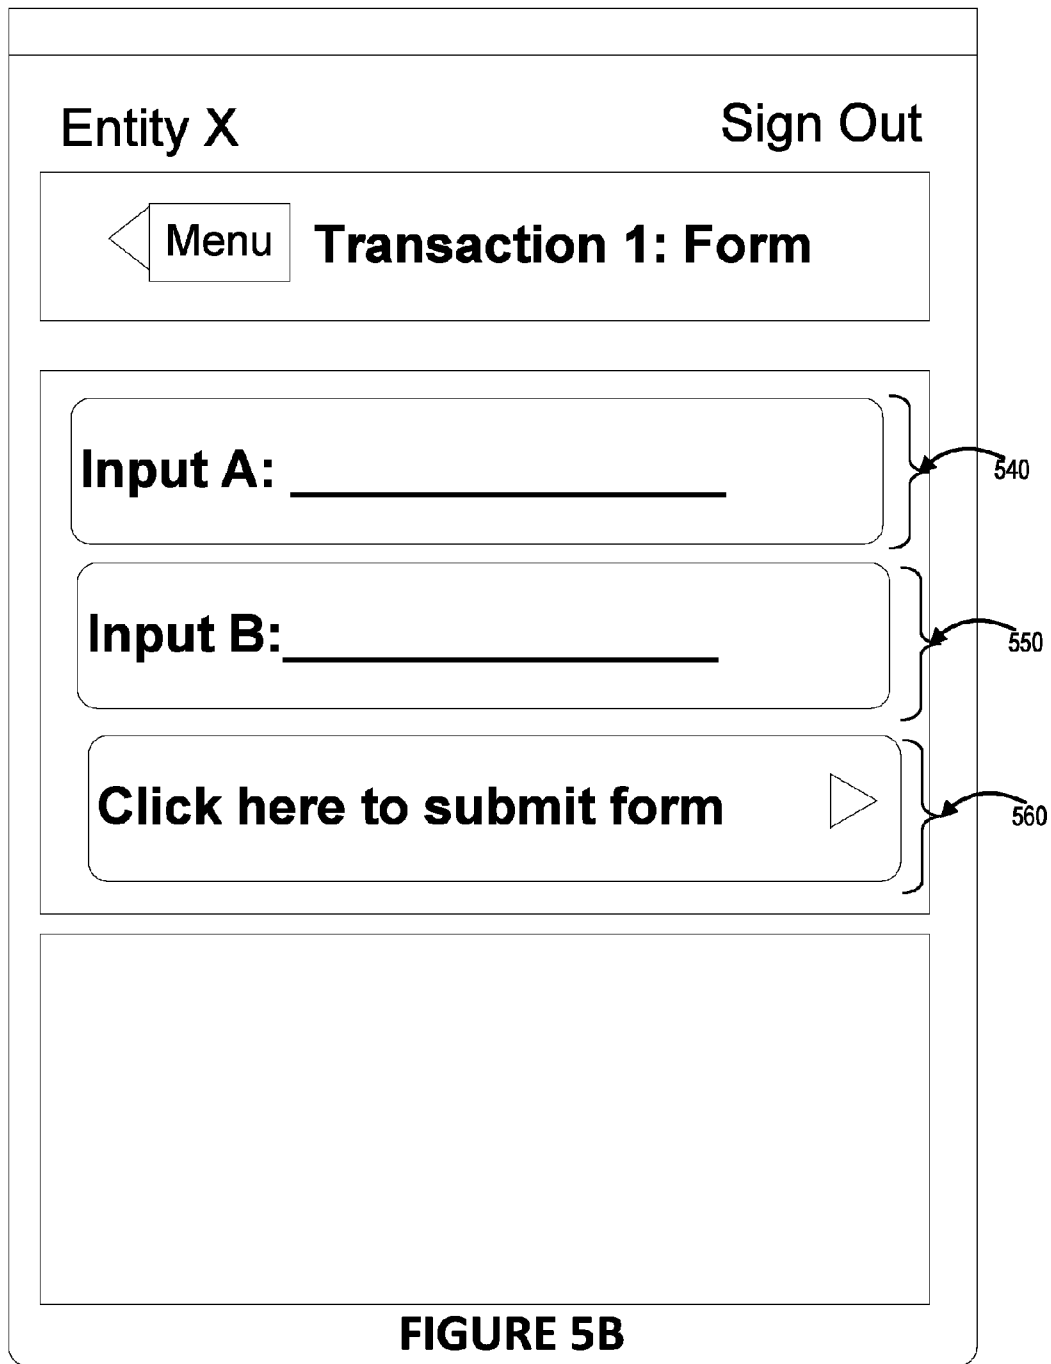 Entity X Sign Out
Menu Transaction 1: Form
Input A: ________________
540
Input B:________________
550
Click here to submit form
560
FIGURE 5B